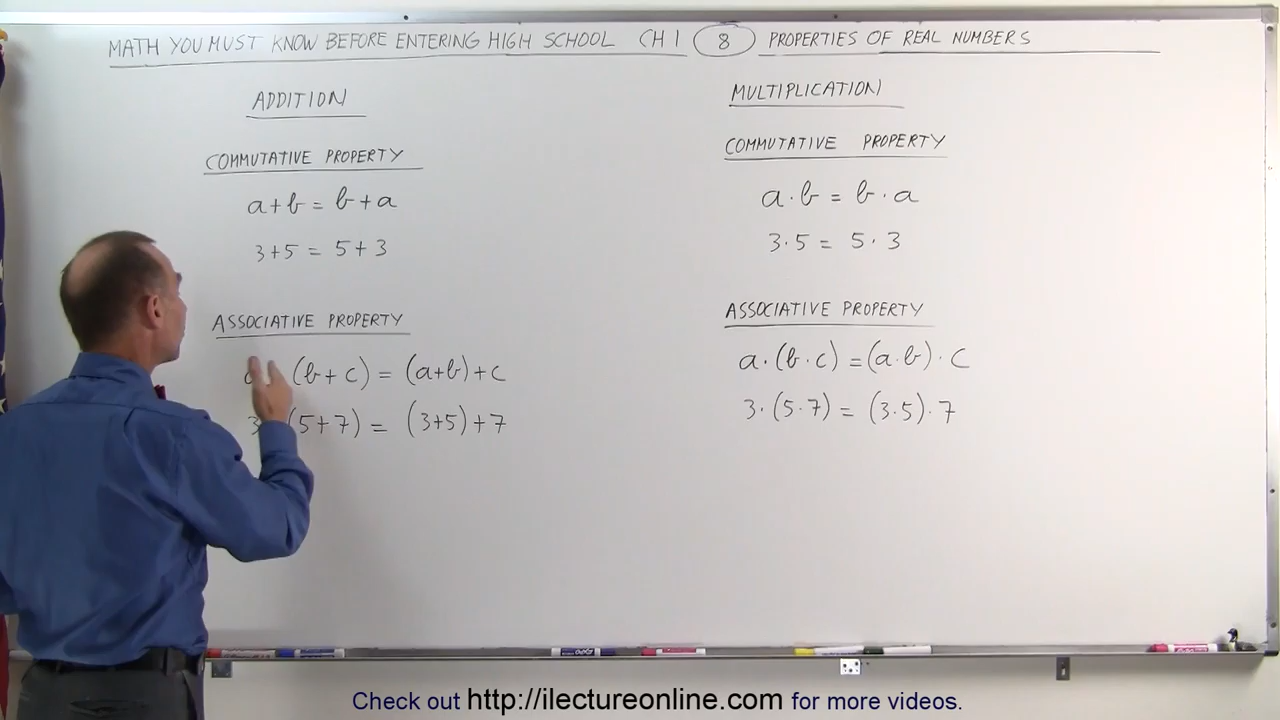 MATH YOU MUST KNOW BEFORE ENTERING HIGH SCHOOL CH 1 8 PROPERTIES OF REAL NUMBERS
ADDITION
COMMUTATIVE PROPERTY
a+b = b+a
3+5 = 5+3
ASSOCIATIVE PROPERTY
(b+c) = (a+b)+c
3 (5+7) = (3+5)+7
MULTIPLICATION
COMMUTATIVE PROPERTY
a·b = b·a
3·5 = 5·3
ASSOCIATIVE PROPERTY
a·(b·c) = (a·b)·c
3·(5·7) = (3·5)·7
Check out http://ilectureonline.com for more videos.